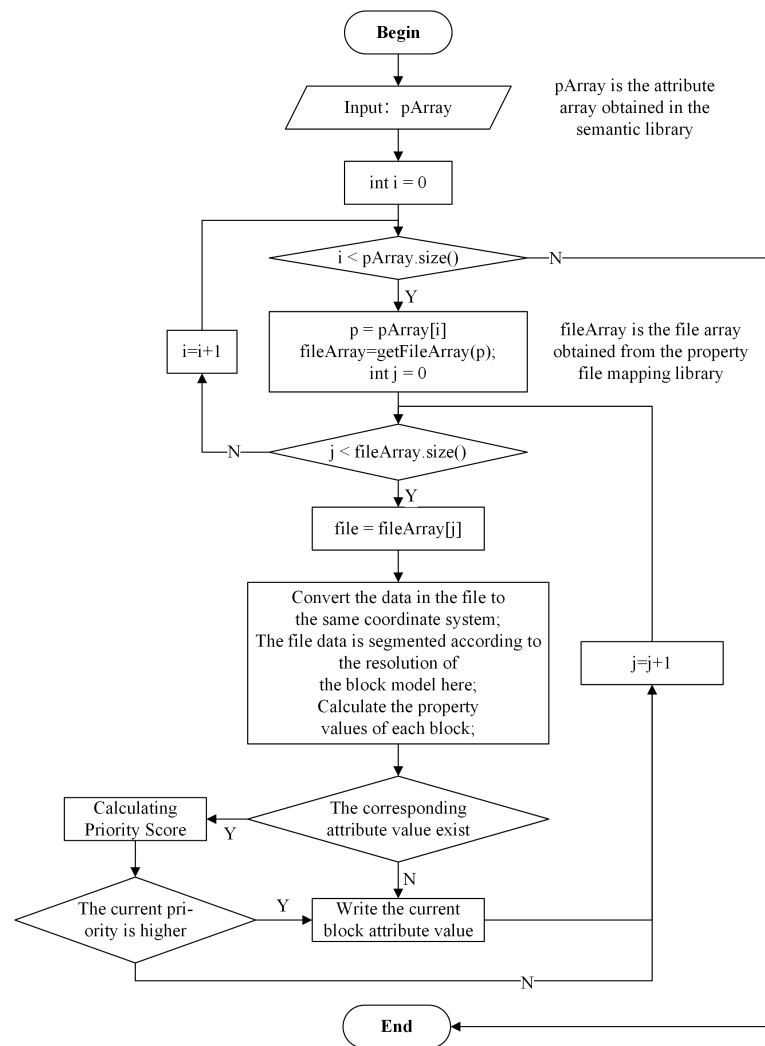 Begin
Input：pArray
pArray is the attribute
array obtained in the
semantic library
int i = 0
i < pArray.size()
N
Y
i=i+1
p = pArray[i]
fileArray=getFileArray(p);
int j = 0
fileArray is the file array
obtained from the property
file mapping library
N
j < fileArray.size()
Y
file = fileArray[j]
Convert the data in the file to
the same coordinate system;
The file data is segmented according to
the resolution of
the block model here;
Calculate the property
values of each block;
j=j+1
Calculating
Priority Score
Y
The corresponding
attribute value exist
N
The current pri-
ority is higher
Y
Write the current
block attribute value
N
End